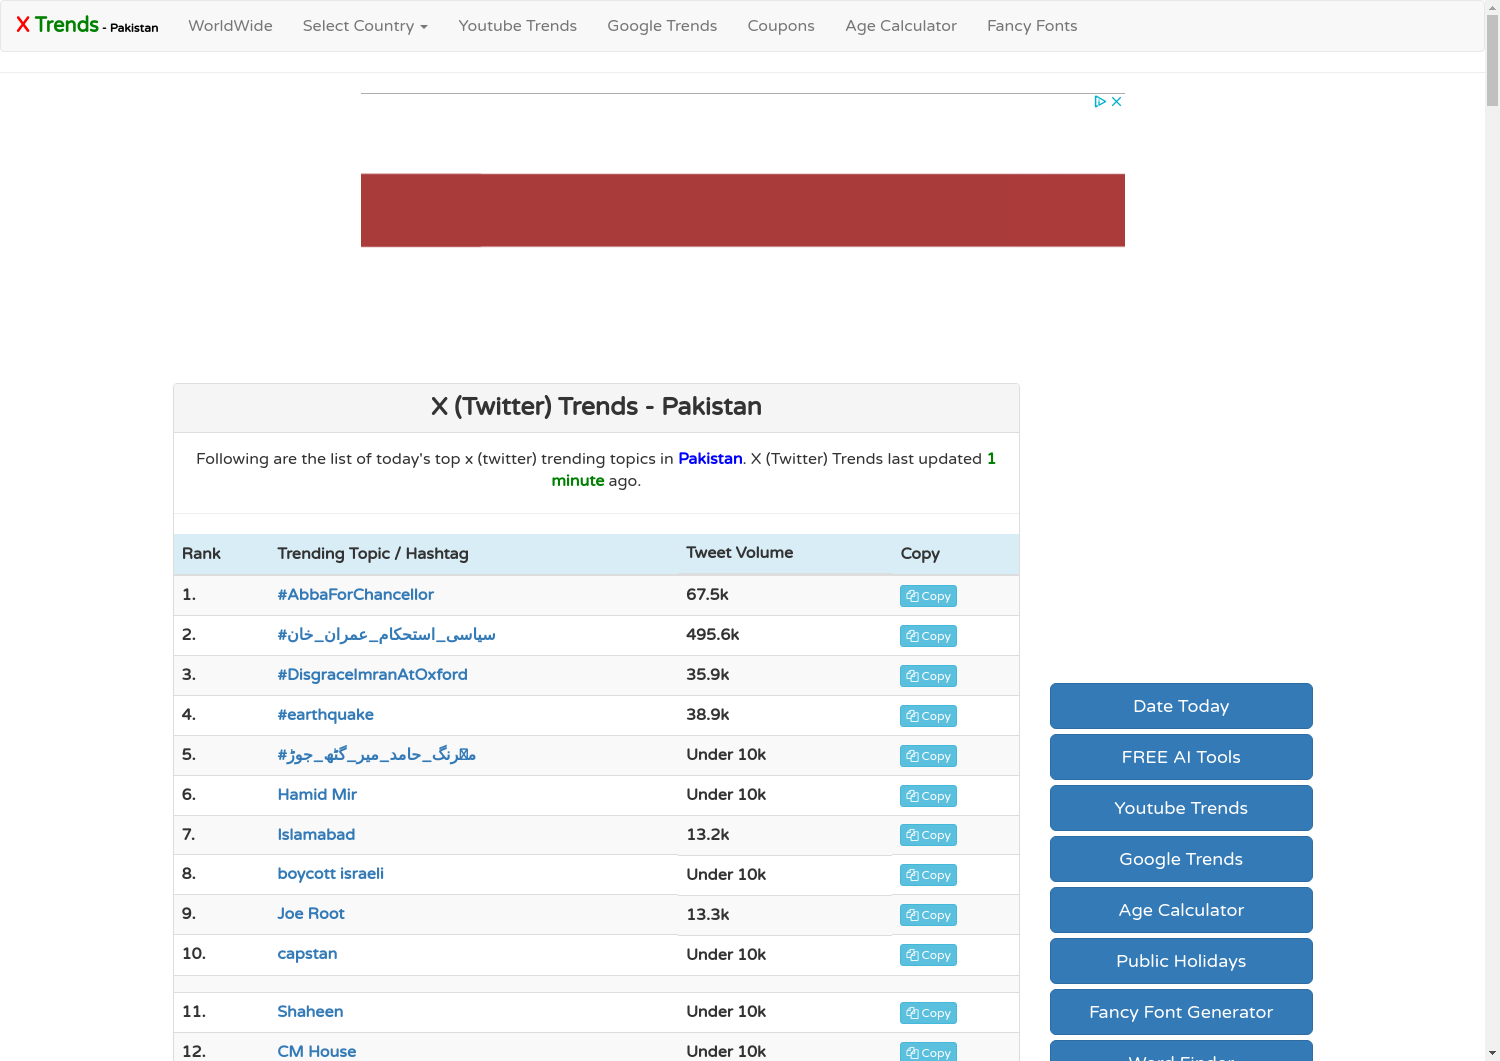 X Trends - Pakistan WorldWide Select Country Youtube Trends Google Trends Coupons Age Calculator Fancy Fonts
X (Twitter) Trends - Pakistan
Following are the list of today's top x (twitter) trending topics in Pakistan. X (Twitter) Trends last updated 1
minute ago.
Rank Trending Topic / Hashtag Tweet Volume Copy
1. #AbbaForChancellor 67.5k Copy
2. #سیاسی_استحکام_عمران_خان 495.6k Copy
3. #DisgraceImranAtOxford 35.9k Copy
4. #earthquake 38.9k Copy
5. #حامد_میر_گٹھ_جوڑ Under 10k Copy
6. Hamid Mir Under 10k Copy
7. Islamabad 13.2k Copy
8. boycott israeli Under 10k Copy
9. Joe Root 13.3k Copy
10. capstan Under 10k Copy
11. Shaheen Under 10k Copy
12. CM House Under 10k Copy
Date Today
FREE AI Tools
Youtube Trends
Google Trends
Age Calculator
Public Holidays
Fancy Font Generator
Word Finder